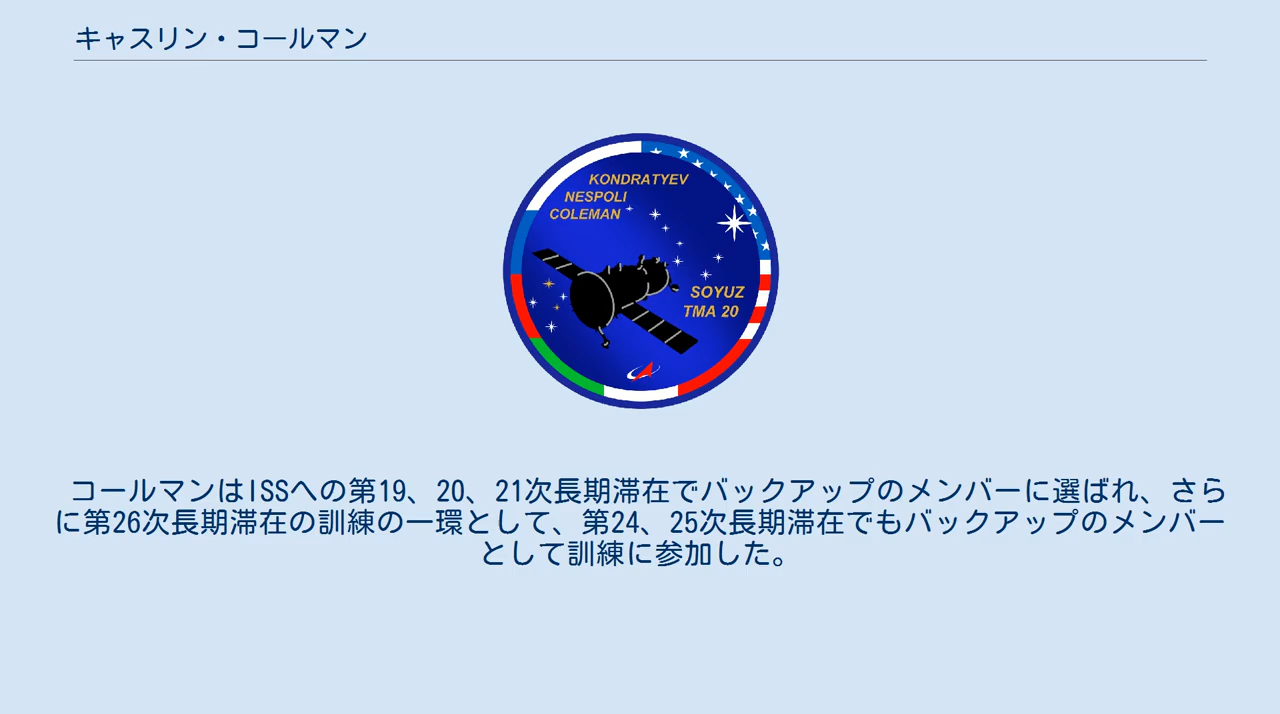 キャスリン・コールマン
KONDRATYEV
NESPOLI
COLEMAN
SOYUZ
TMA 20
コールマンはISSへの第19、20、21次長期滞在でバックアップのメンバーに選ばれ、さら
に第26次長期滞在の訓練の一環として、第24、25次長期滞在でもバックアップのメンバー
として訓練に参加した。